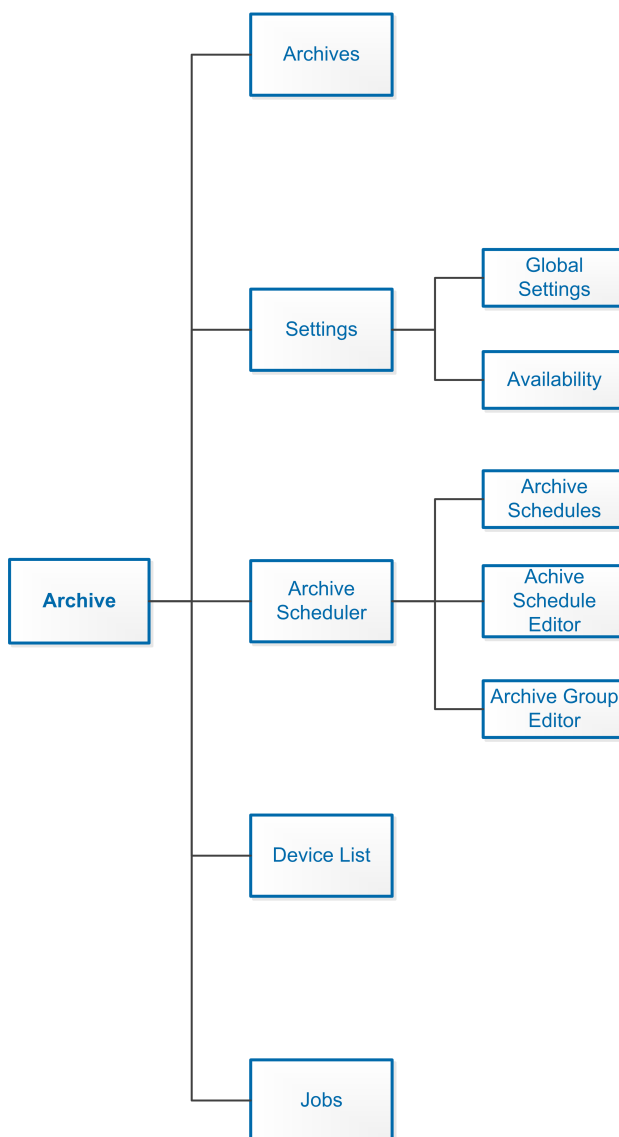 Archives
Global
Settings
Settings
Availability
Archive
Schedules
Archive
Archive
Scheduler
Achive
Schedule
Editor
Archive Group
Editor
Device List
Jobs